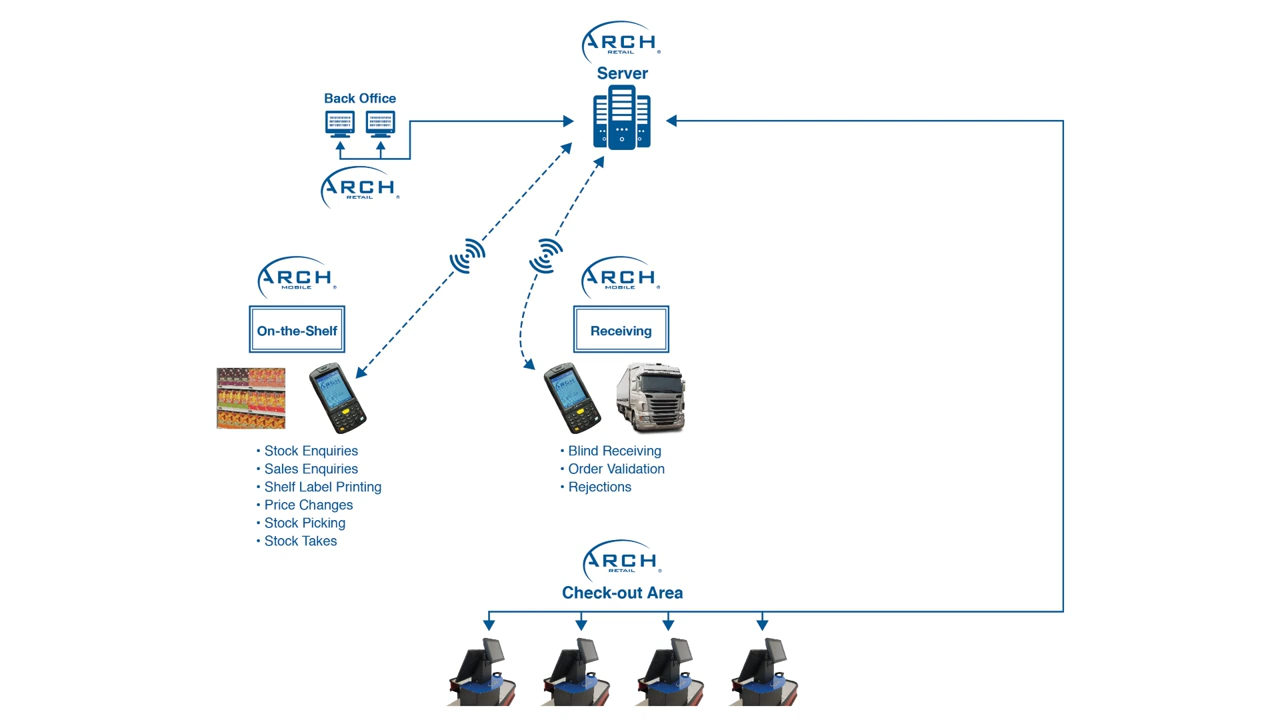 ARCH
RETAIL ®
Server
Back Office
ARCH
RETAIL ®
ARCH
MOBILE ®
On-the-Shelf
ARCH
• Stock Enquiries
• Sales Enquiries
• Shelf Label Printing
• Price Changes
• Stock Picking
• Stock Takes
ARCH
MOBILE ®
Receiving
ARCH
• Blind Receiving
• Order Validation
• Rejections
ARCH
RETAIL ®
Check-out Area